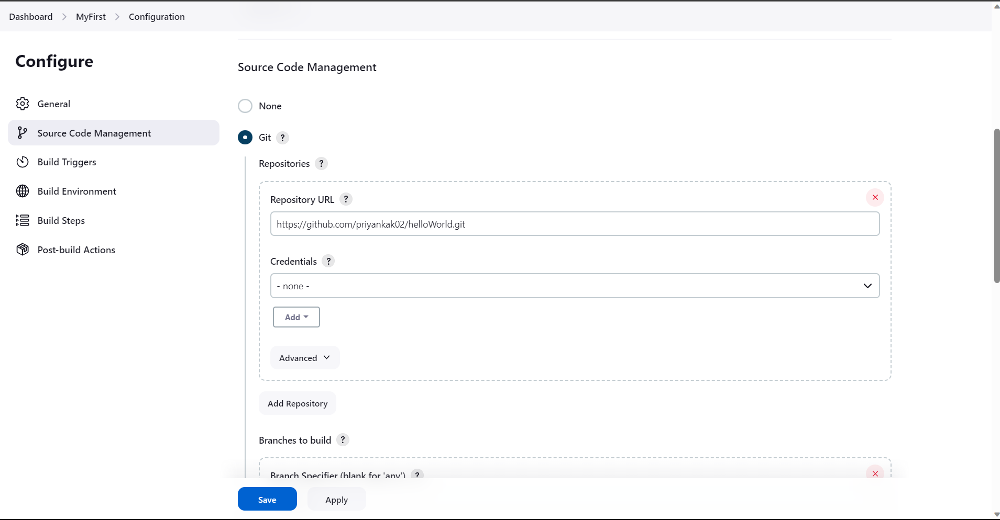 Dashboard > MyFirst > Configuration
Configure
General
Source Code Management
Build Triggers
Build Environment
Build Steps
Post-build Actions
Source Code Management
None
Git ?
Repositories ?
Repository URL ?
https://github.com/priyankak02/helloWorld.git
Credentials ?
- none -
Add
Advanced
Add Repository
Branches to build ?
Branch Specifier (blank for 'any') ?
Save Apply